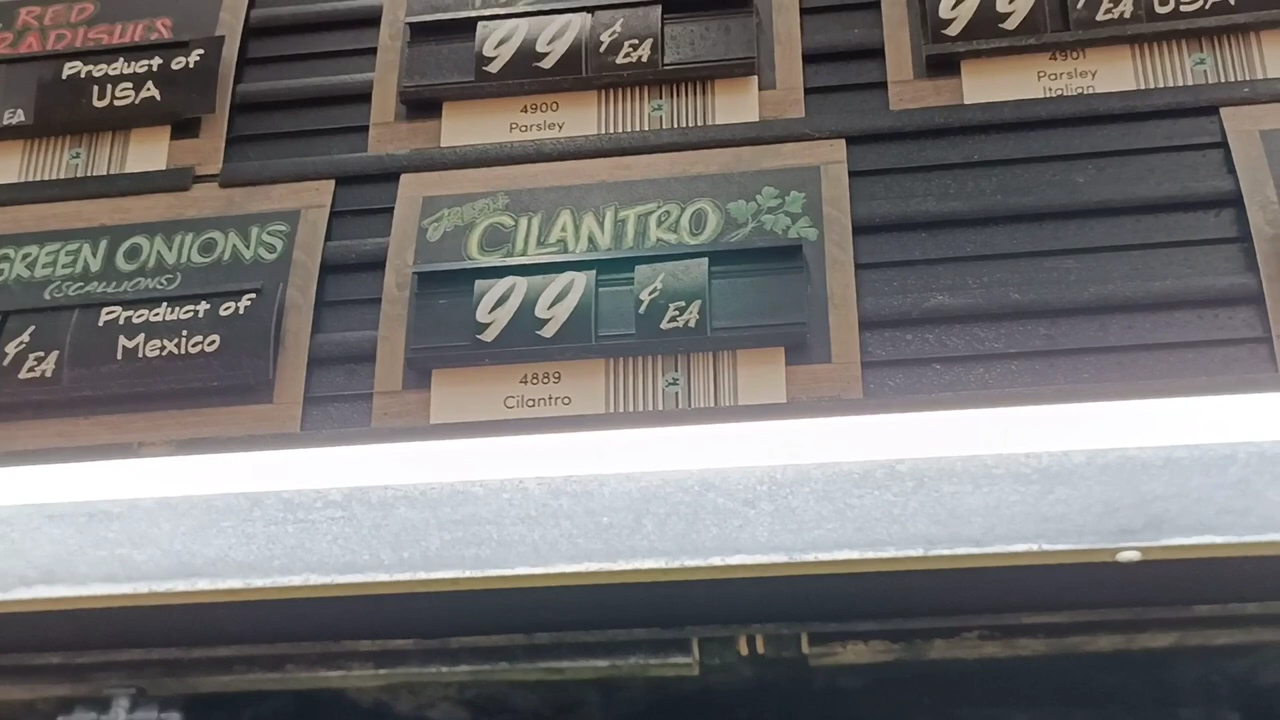 RED
RADISHES
Product of
USA
EA
99 ¢ EA
4900
Parsley
99 ¢ EA USA
4901
Parsley
Italian
GREEN ONIONS
(SCALLIONS)
¢ EA
Product of
Mexico
FRESH
CILANTRO
99 ¢ EA
4889
Cilantro